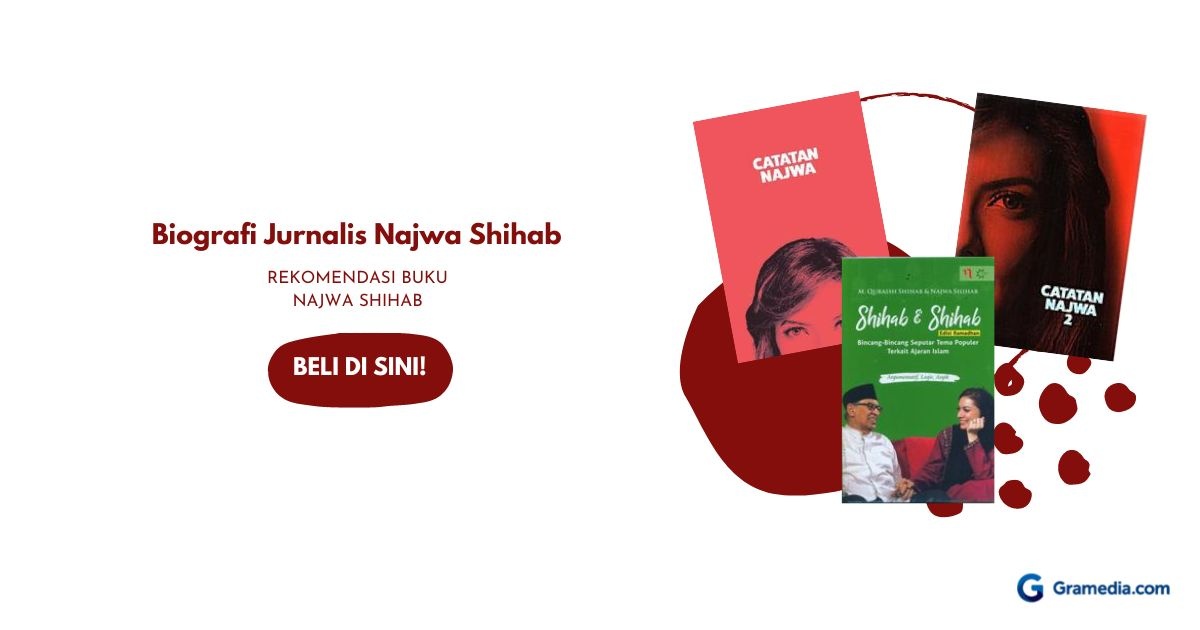 Biografi Jurnalis Najwa Shihab
REKOMENDASI BUKU
NAJWA SHIHAB
BELI DI SINI!
CATATAN
NAJWA
CATATAN
NAJWA
2
M. QURAISH SHIHAB & NAJWA SHIHAB
Shihab & Shihab
Edisi Ramadhan
Bincang-Bincang Seputar Tema Populer
Terkait Ajaran Islam
Argumentatif, Logis, Asyik
Gramedia.com